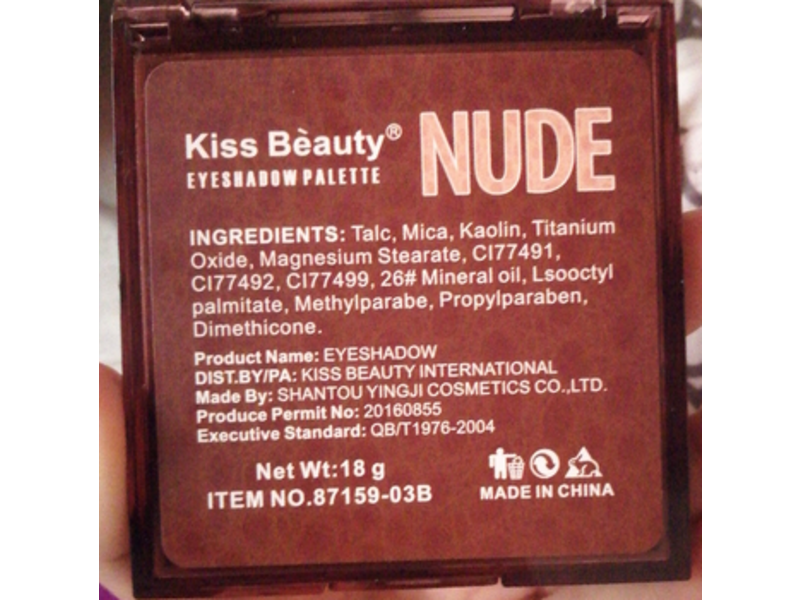 Kiss Bèauty® NUDE
EYESHADOW PALETTE
INGREDIENTS: Talc, Mica, Kaolin, Titanium
Oxide, Magnesium Stearate, CI77491,
CI77492, CI77499, 26# Mineral oil, Lsooctyl
palmitate, Methylparabe, Propylparaben,
Dimethicone.
Product Name: EYESHADOW
DIST.BY/PA: KISS BEAUTY INTERNATIONAL
Made By: SHANTOU YINGJI COSMETICS CO.,LTD.
Produce Permit No: 20160855
Executive Standard: QB/T1976-2004
Net Wt:18 g
ITEM NO.87159-03B
MADE IN CHINA